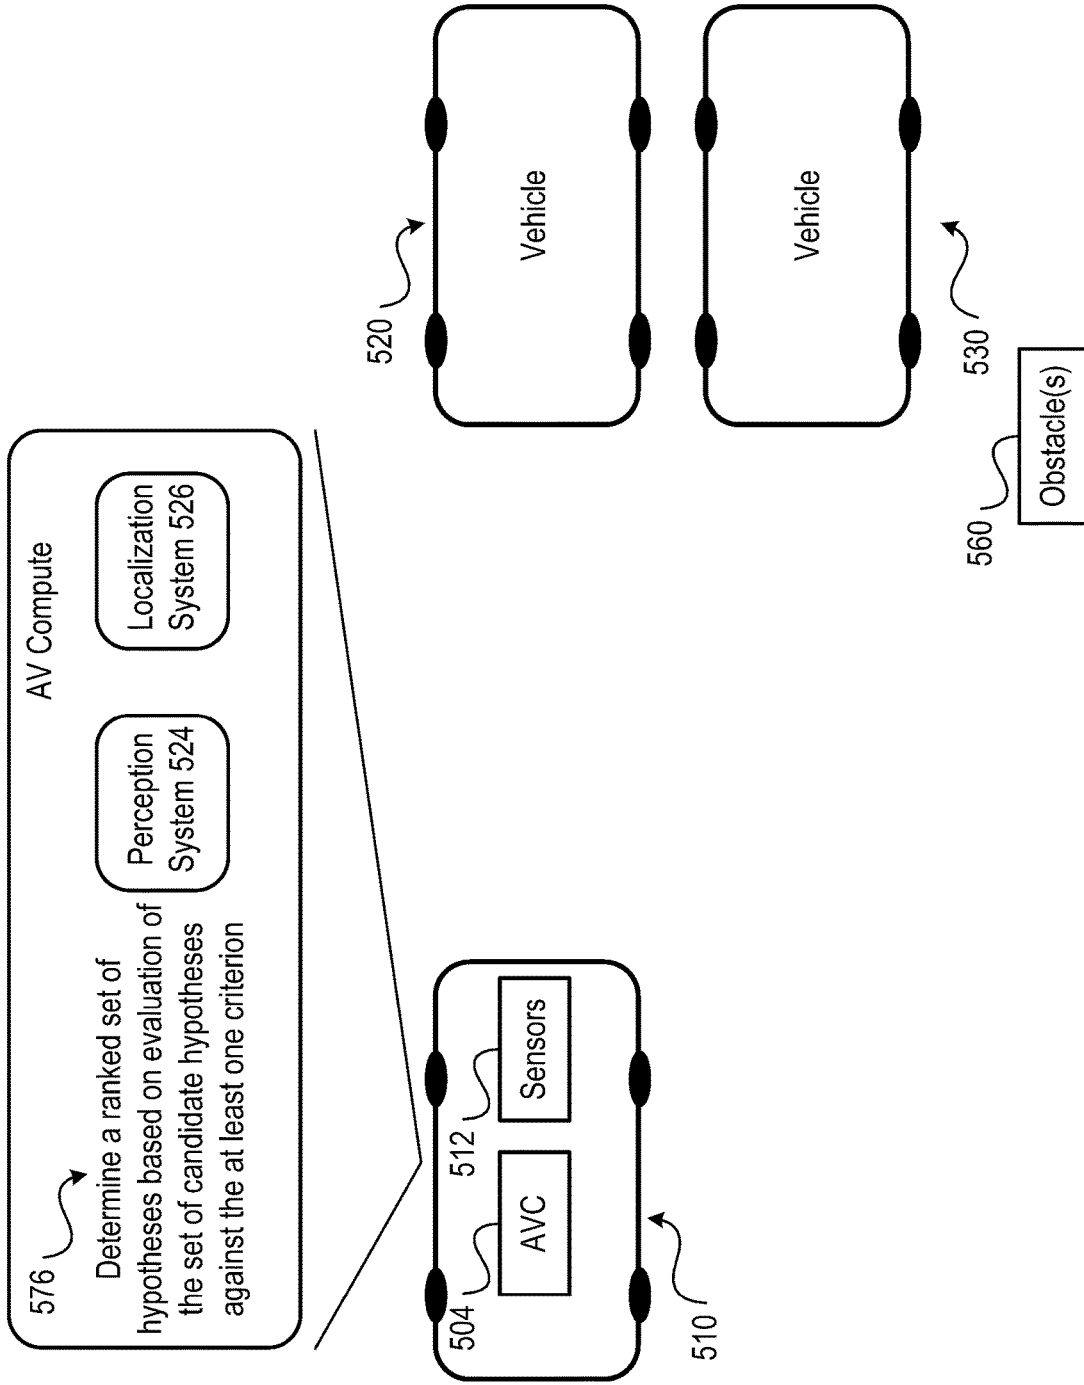 576
Determine a ranked set of
hypotheses based on evaluation of
the set of candidate hypotheses
against the at least one criterion
AV Compute
Perception
System 524
Localization
System 526
504
AVC
512
Sensors
510
520
Vehicle
Vehicle
530
560
Obstacle(s)